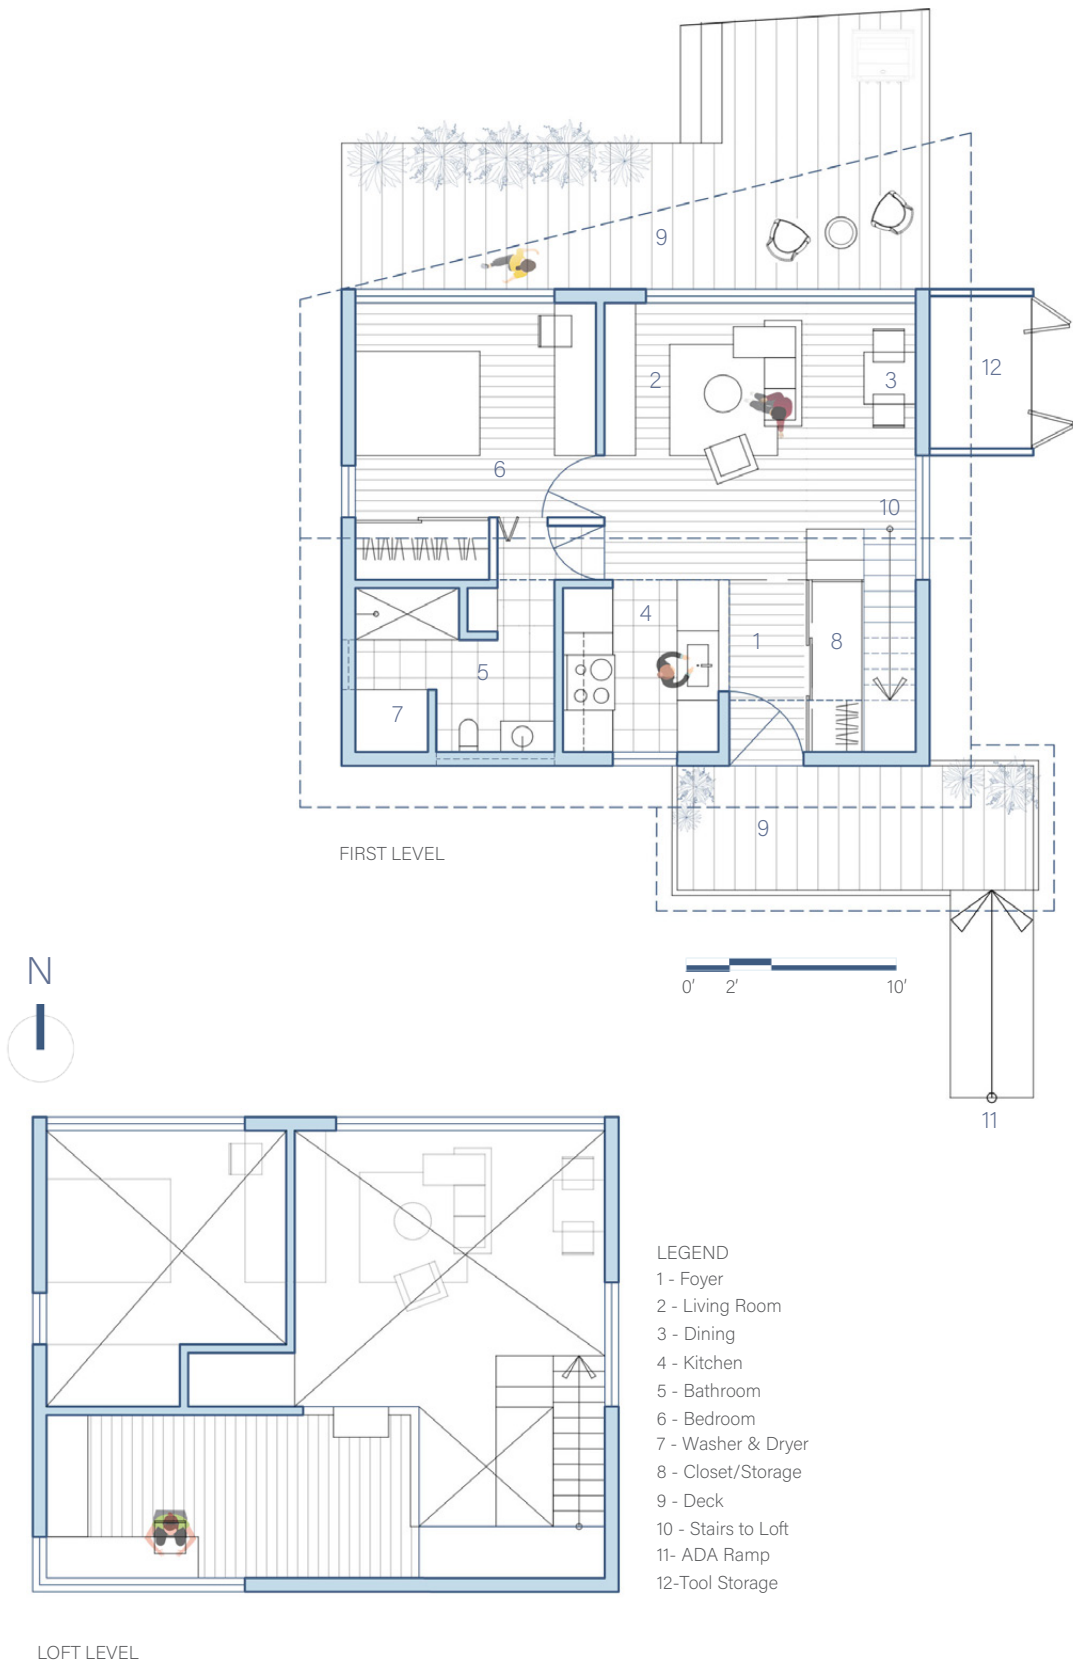 9
2
3
12
6
10
4
1
8
5
7
9
FIRST LEVEL
N
0' 2' 10'
11
LEGEND
1 - Foyer
2 - Living Room
3 - Dining
4 - Kitchen
5 - Bathroom
6 - Bedroom
7 - Washer & Dryer
8 - Closet/Storage
9 - Deck
10 - Stairs to Loft
11- ADA Ramp
12-Tool Storage
LOFT LEVEL